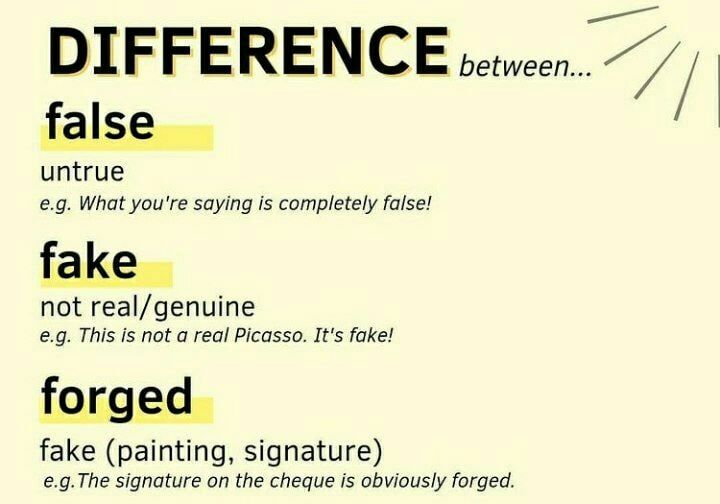 DIFFERENCE between...
false
untrue
e.g. What you're saying is completely false!
fake
not real/genuine
e.g. This is not a real Picasso. It's fake!
forged
fake (painting, signature)
e.g.The signature on the cheque is obviously forged.